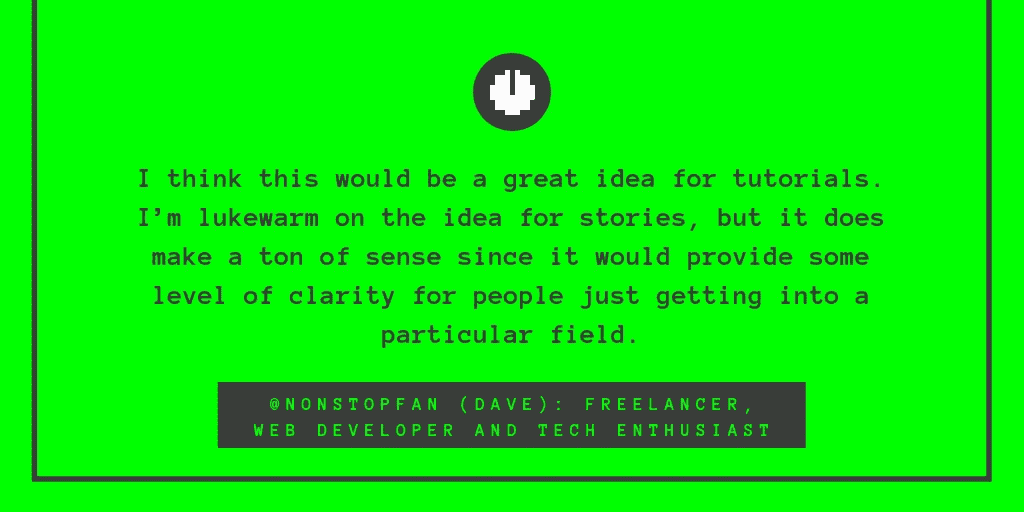 I think this would be a great idea for tutorials.
I’m lukewarm on the idea for stories, but it does
make a ton of sense since it would provide some
level of clarity for people just getting into a
particular field.
@NONSTOPFAN (DAVE): FREELANCER,
WEB DEVELOPER AND TECH ENTHUSIAST